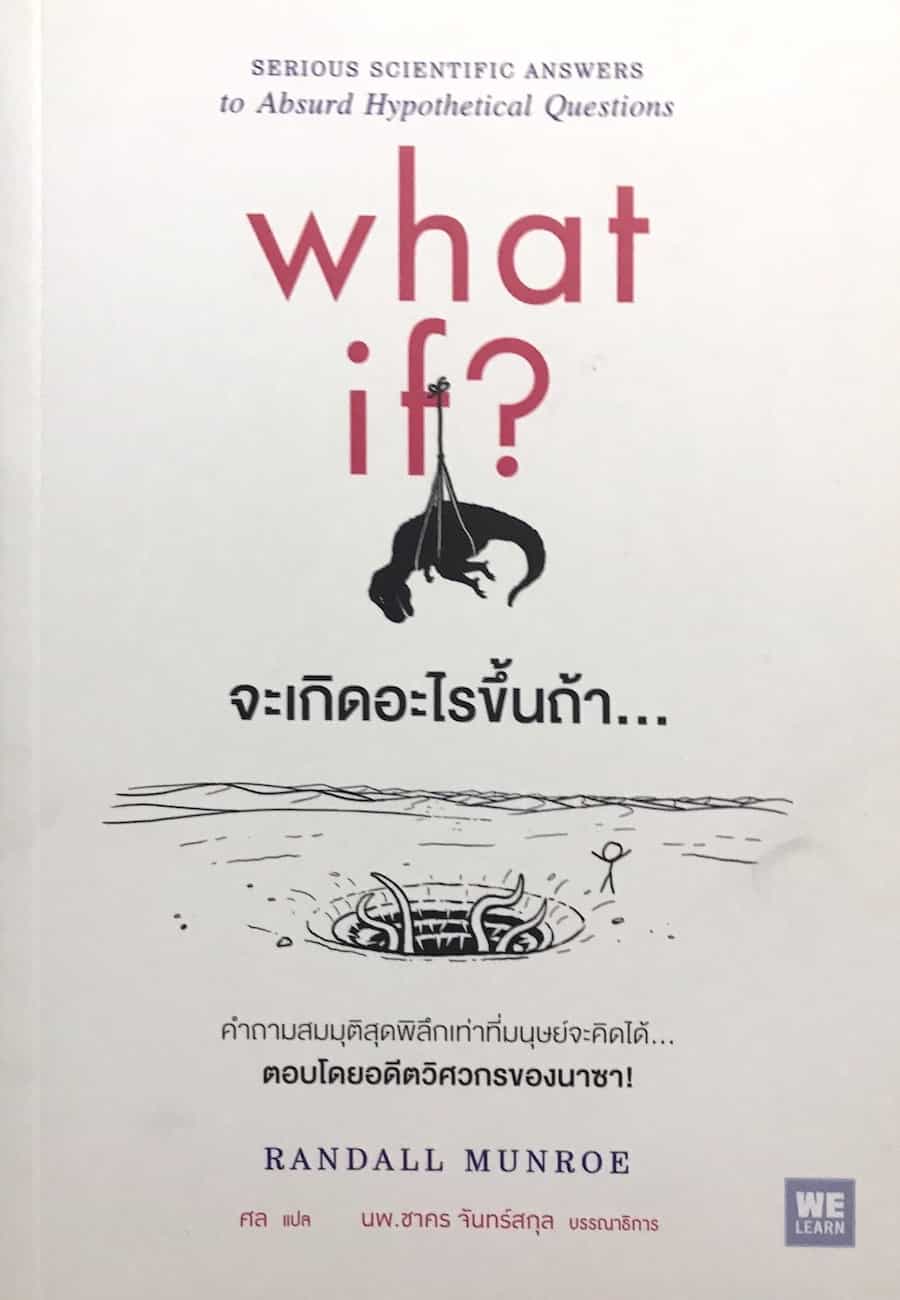 SERIOUS SCIENTIFIC ANSWERS
to Absurd Hypothetical Questions
what
if?
จะเกิดอะไรขึ้นถ้า...
คำถามสมมุติสุดพิลึกเท่าที่มนุษย์จะคิดได้...
ตอบโดยอดีตวิศวกรของนาซา!
RANDALL MUNROE
ศล แปล นพ.ชาคร จันทร์สกุล บรรณาธิการ
WE
LEARN